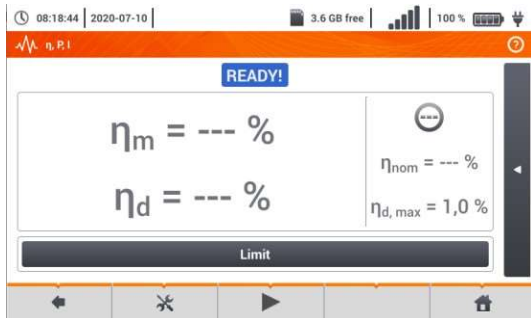 08:18:44 2020-07-10 3.6 GB free 100 %
η, P, I
READY!
ηm = --- %
---
ηnom = --- %
ηd = --- %
ηd, max = 1,0 %
Limit